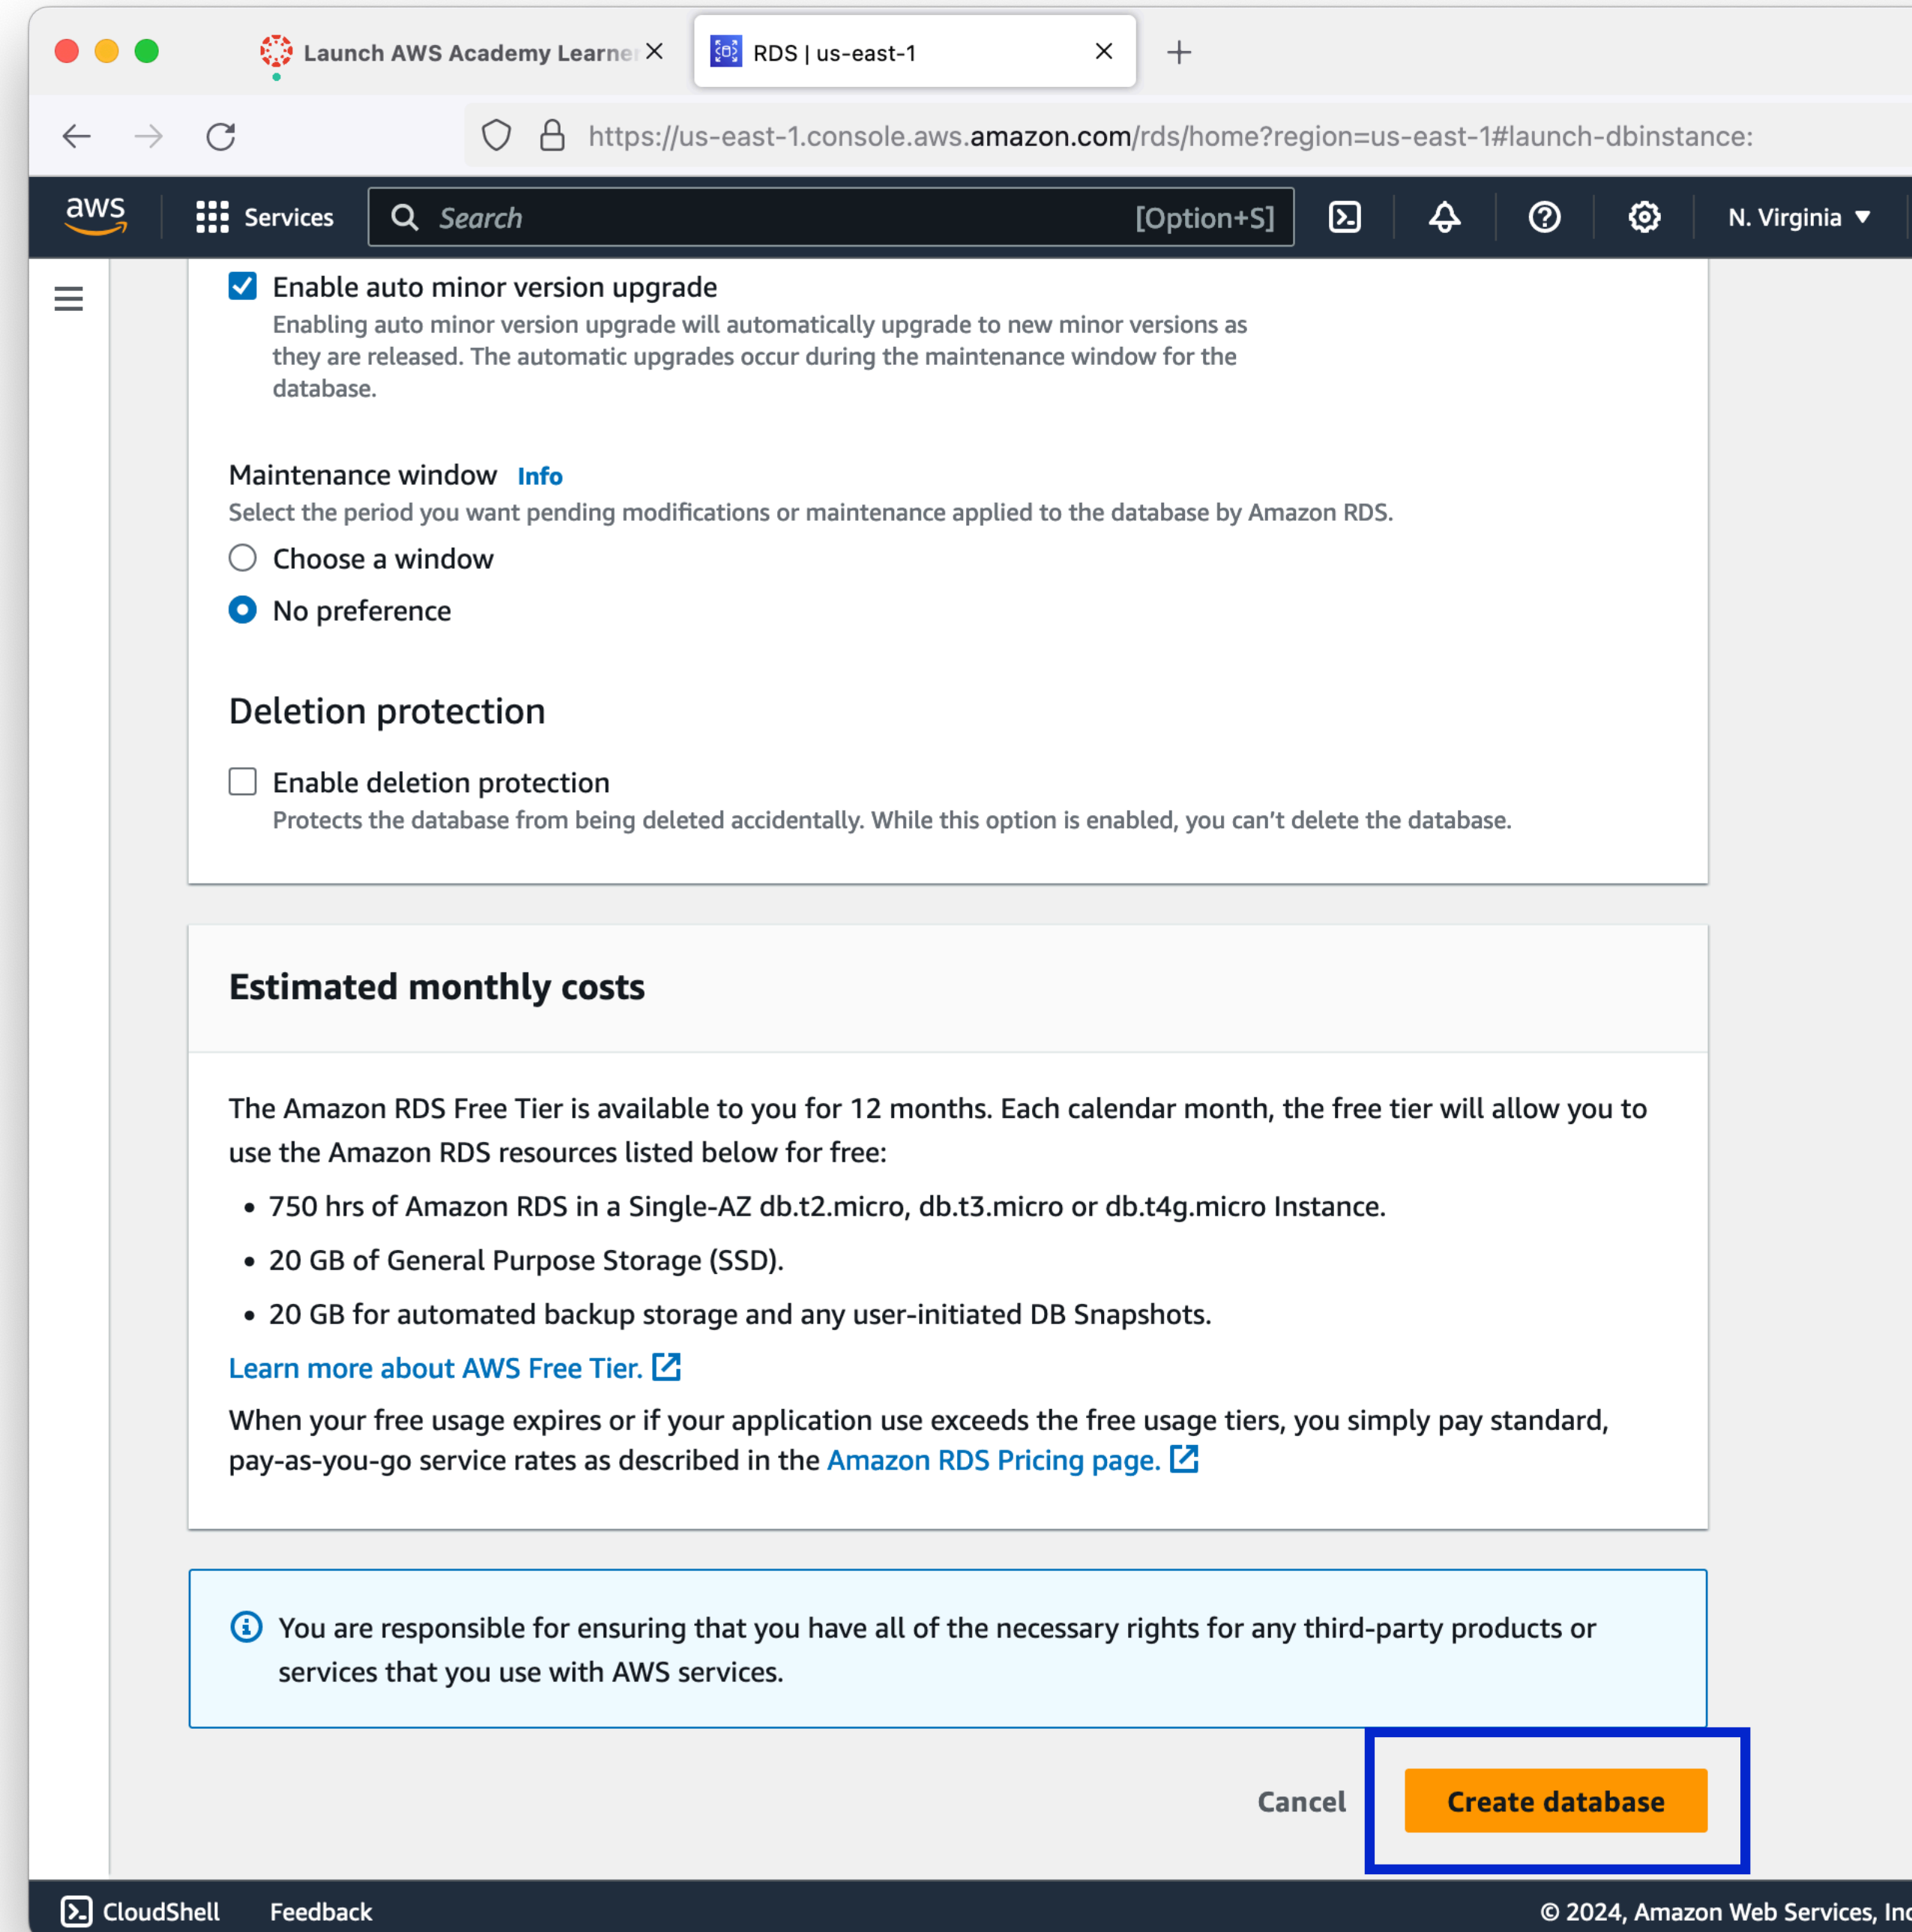 Launch AWS Academy Learner
RDS | us-east-1
https://us-east-1.console.aws.amazon.com/rds/home?region=us-east-1#launch-dbinstance:
aws
Services
Search
[Option+S]
N. Virginia
Enable auto minor version upgrade
Enabling auto minor version upgrade will automatically upgrade to new minor versions as
they are released. The automatic upgrades occur during the maintenance window for the
database.
Maintenance window Info
Select the period you want pending modifications or maintenance applied to the database by Amazon RDS.
Choose a window
No preference
Deletion protection
Enable deletion protection
Protects the database from being deleted accidentally. While this option is enabled, you can't delete the database.
Estimated monthly costs
The Amazon RDS Free Tier is available to you for 12 months. Each calendar month, the free tier will allow you to
use the Amazon RDS resources listed below for free:
• 750 hrs of Amazon RDS in a Single-AZ db.t2.micro, db.t3.micro or db.t4g.micro Instance.
• 20 GB of General Purpose Storage (SSD).
• 20 GB for automated backup storage and any user-initiated DB Snapshots.
Learn more about AWS Free Tier.
When your free usage expires or if your application use exceeds the free usage tiers, you simply pay standard,
pay-as-you-go service rates as described in the Amazon RDS Pricing page.
You are responsible for ensuring that you have all of the necessary rights for any third-party products or
services that you use with AWS services.
Cancel
Create database
CloudShell
Feedback
© 2024, Amazon Web Services, Inc